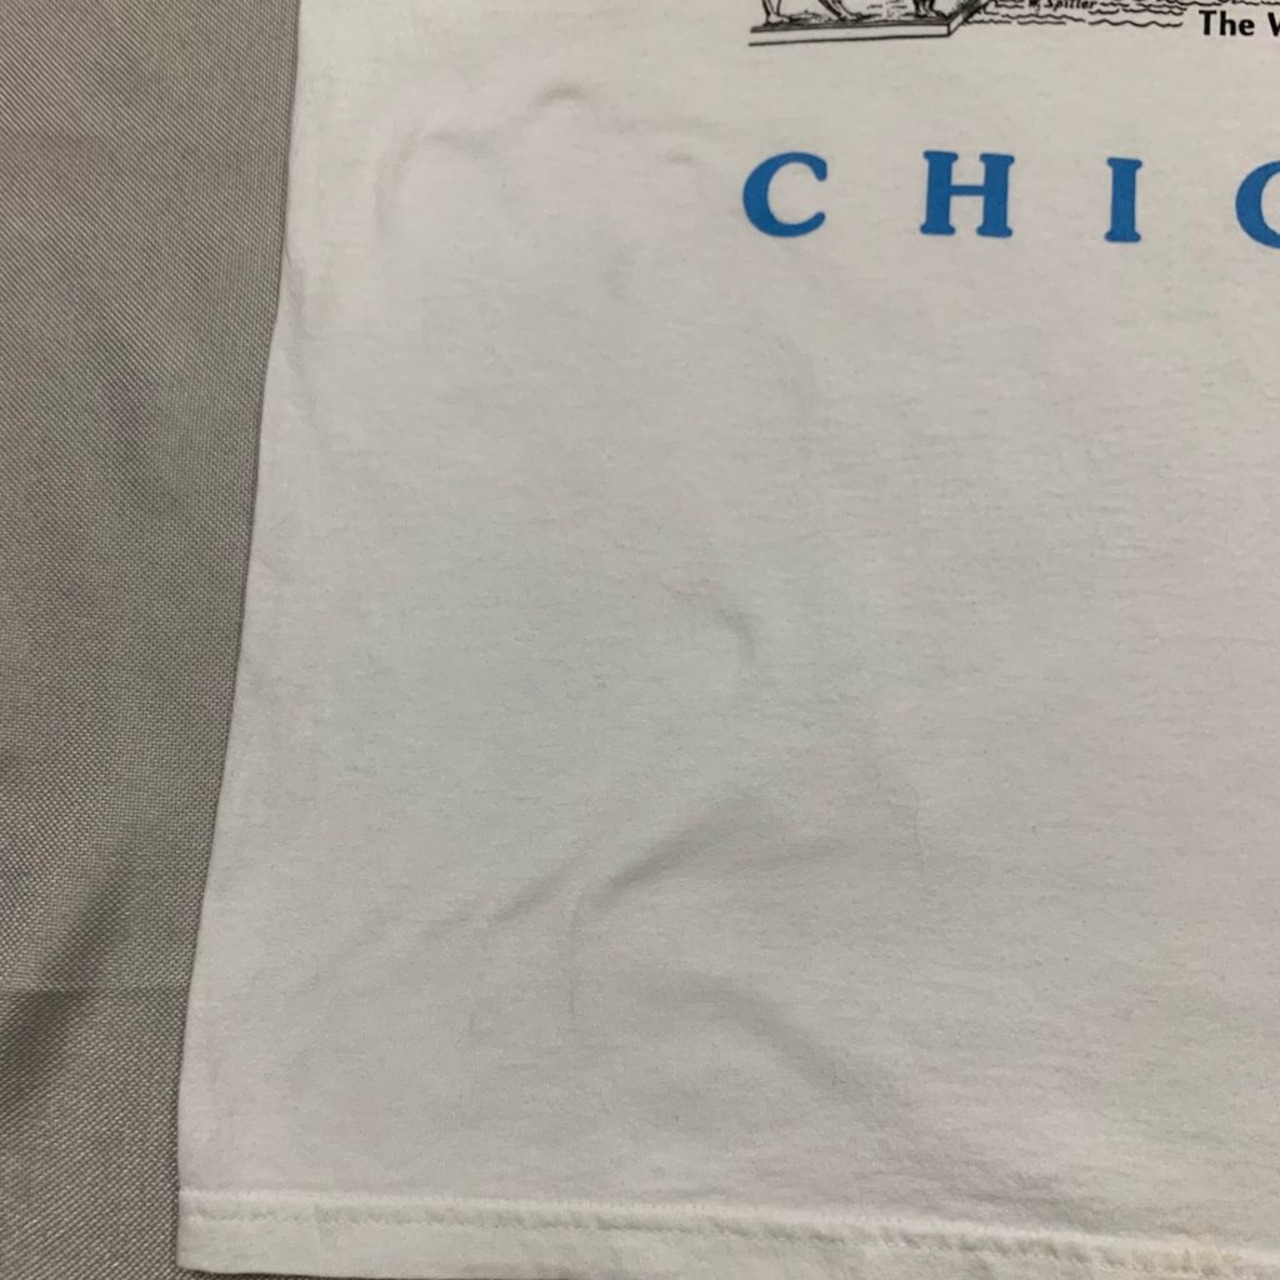 W. Spitler
The W
CHIC